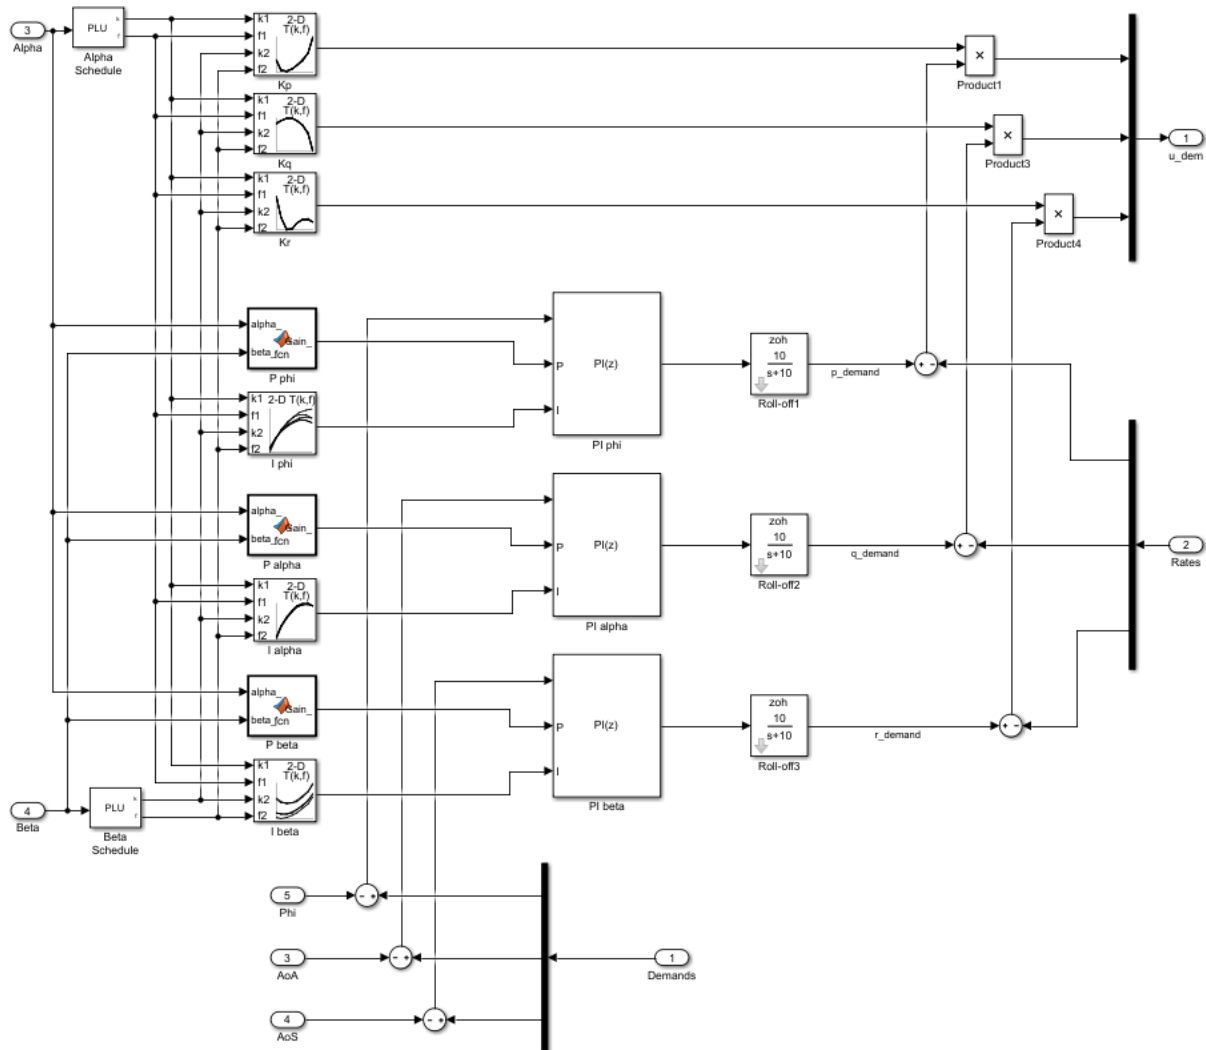 3
Alpha
PLU
k
f
Alpha
Schedule
k1
f1
k2
f2
2-D
T(k,f)
Kp
k1
f1
k2
f2
2-D
T(k,f)
Kq
k1
f1
k2
f2
2-D
T(k,f)
Kr
×
Product1
×
Product3
×
Product4
1
u_dem
alpha_
beta_
fcn
Gain_
P phi
k1
f1
k2
f2
2-D T(k,f)
I phi
P
I
PI(z)
PI phi
zoh
10
s+10
Roll-off1
p_demand
+ -
alpha_
beta_
fcn
Gain_
P alpha
k1
f1
k2
f2
2-D
T(k,f)
I alpha
P
I
PI(z)
PI alpha
zoh
10
s+10
Roll-off2
q_demand
+ -
2
Rates
alpha_
beta_
fcn
Gain_
P beta
k1
f1
k2
f2
2-D
T(k,f)
I beta
P
I
PI(z)
PI beta
zoh
10
s+10
Roll-off3
r_demand
+ -
4
Beta
PLU
k
f
Beta
Schedule
5
Phi
- +
3
AoA
- +
4
AoS
- +
1
Demands